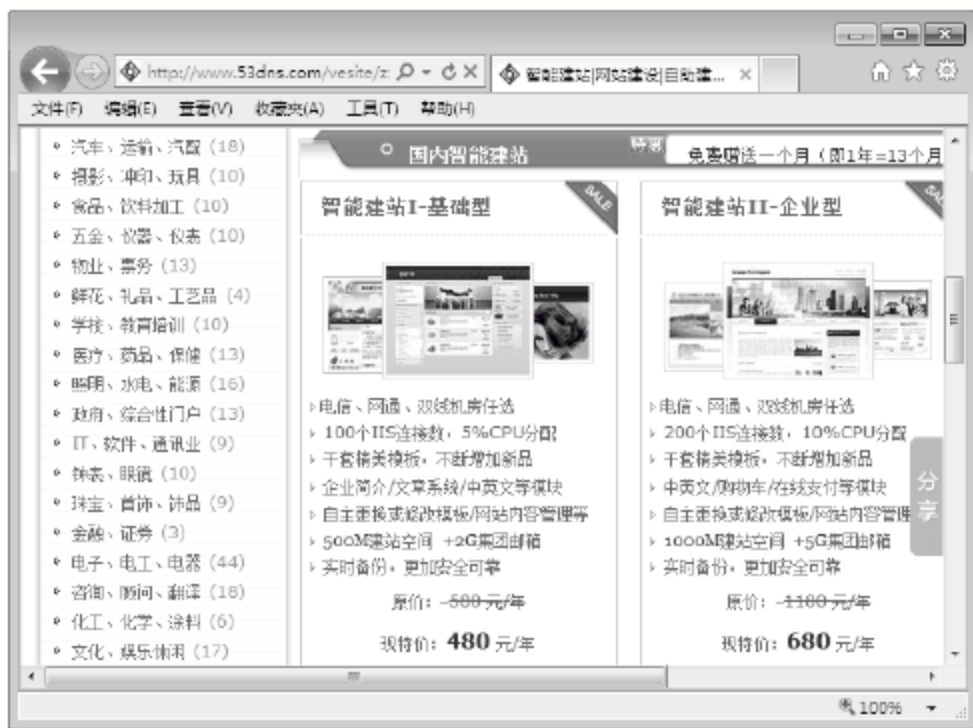 http://www.53dns.com/vesite/z
智能建站|网站建设|自助建...
文件(F) 编辑(E) 查看(V) 收藏夹(A) 工具(T) 帮助(H)
汽车、运输、汽配 (18)
摄影、冲印、玩具 (10)
食品、饮料加工 (10)
五金、仪器、仪表 (10)
物业、票务 (13)
鲜花、礼品、工艺品 (4)
学校、教育培训 (10)
医疗、药品、保健 (13)
照明、水电、能源 (16)
政府、综合性门户 (13)
IT、软件、通讯业 (9)
钟表、眼镜 (10)
珠宝、首饰、饰品 (9)
金融、证券 (3)
电子、电工、电器 (44)
咨询、顾问、翻译 (18)
化工、化学、涂料 (6)
文化、娱乐休闲 (17)
国内智能建站
特惠
免费赠送一个月（即1年=13个月
智能建站I-基础型
SALE
电信、网通、双线机房任选
100个IIS连接数，5%CPU分配
千套精美模板，不断增加新品
企业简介/文章系统/中英文等模块
自主更换或修改模板/网站内容管理等
500M建站空间 +2G集团邮箱
实时备份，更加安全可靠
原价：580 元/年
现特价：480 元/年
智能建站II-企业型
SAL
电信、网通、双线机房任选
200个IIS连接数，10%CPU分配
千套精美模板，不断增加新品
中英文/购物车/在线支付等模块
自主更换或修改模板/网站内容管理
1000M建站空间 +5G集团邮箱
实时备份，更加安全可靠
原价：1180 元/年
现特价：680 元/年
分享
100%